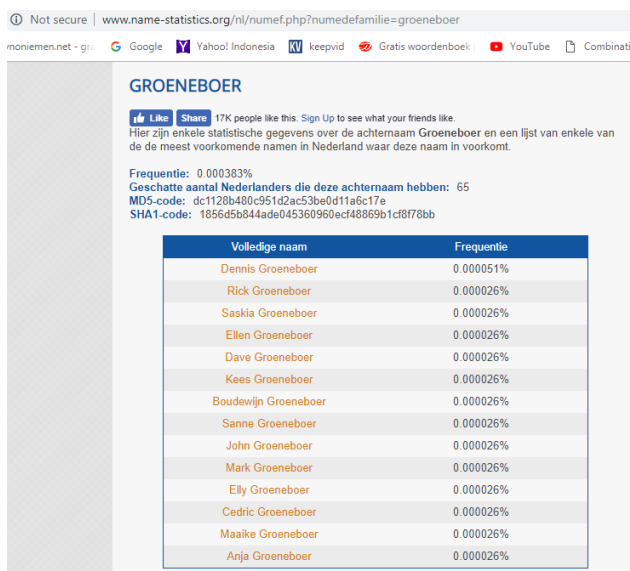 Not secure | www.name-statistics.org/nl/numef.php?numedefamilie=groeneboer
Google Yahoo! Indonesia KV keepvid Gratis woordenboek YouTube Combinati
GROENEBOER
Like Share 17K people like this. Sign Up to see what your friends like.
Hier zijn enkele statistische gegevens over de achternaam Groeneboer en een lijst van enkele van
de de meest voorkomende namen in Nederland waar deze naam in voorkomt.
Frequentie: 0.000383%
Geschatte aantal Nederlanders die deze achternaam hebben: 65
MD5-code: dc1128b480c951d2ac53be0d11a6c17e
SHA1-code: 1856d5b844ade045360960ecf48869b1cf8f78bb
Volledige naam Frequentie
Dennis Groeneboer 0.000051%
Rick Groeneboer 0.000026%
Saskia Groeneboer 0.000026%
Ellen Groeneboer 0.000026%
Dave Groeneboer 0.000026%
Kees Groeneboer 0.000026%
Boudewijn Groeneboer 0.000026%
Sanne Groeneboer 0.000026%
John Groeneboer 0.000026%
Mark Groeneboer 0.000026%
Elly Groeneboer 0.000026%
Cedric Groeneboer 0.000026%
Maaike Groeneboer 0.000026%
Anja Groeneboer 0.000026%